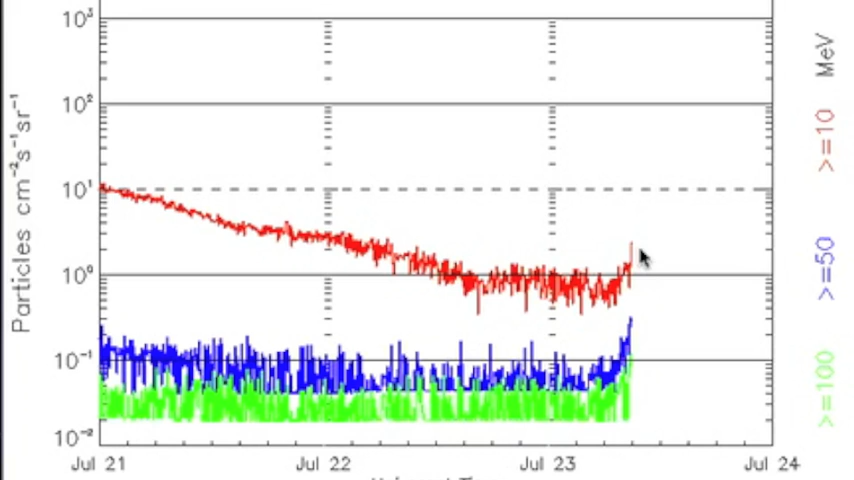 10³
10²
10¹
10⁰
10⁻¹
10⁻²
Particles cm⁻²s⁻¹sr⁻¹
Jul 21
Jul 22
Jul 23
Jul 24
MeV
>=10
>=50
>=100